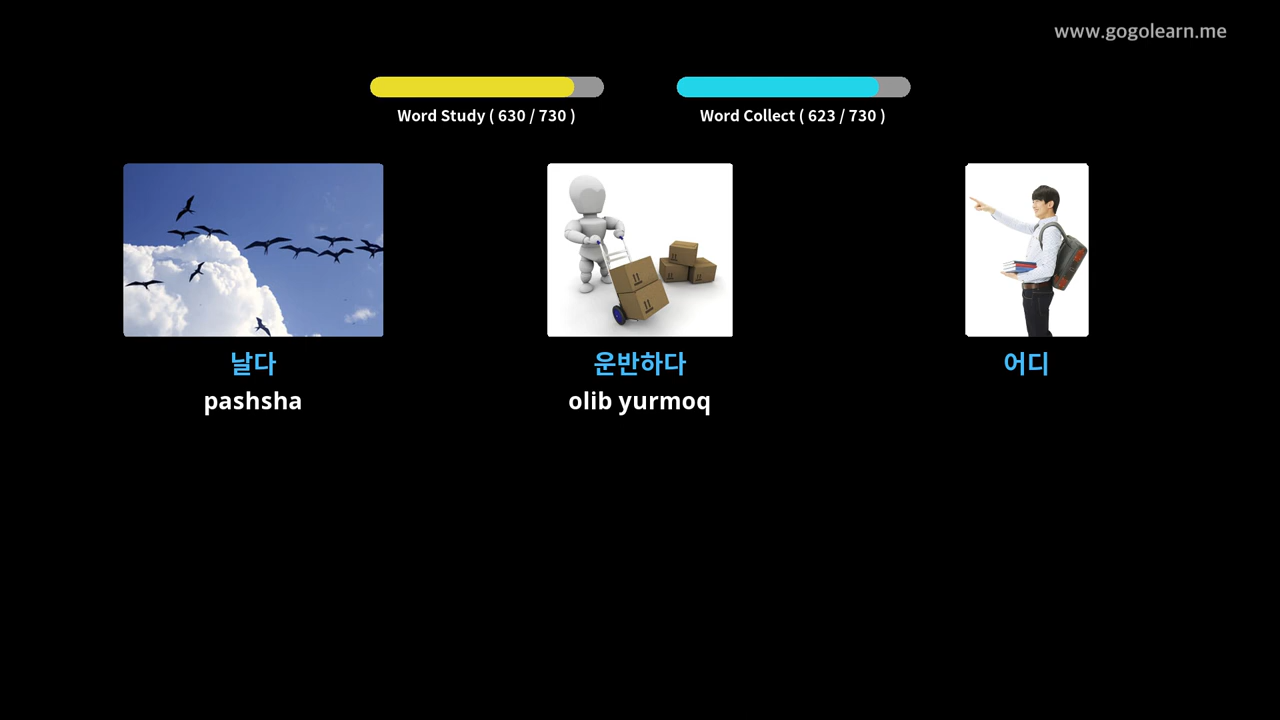 www.gogolearn.me
Word Study ( 630 / 730 )
Word Collect ( 623 / 730 )
날다
운반하다
어디
pashsha
olib yurmoq